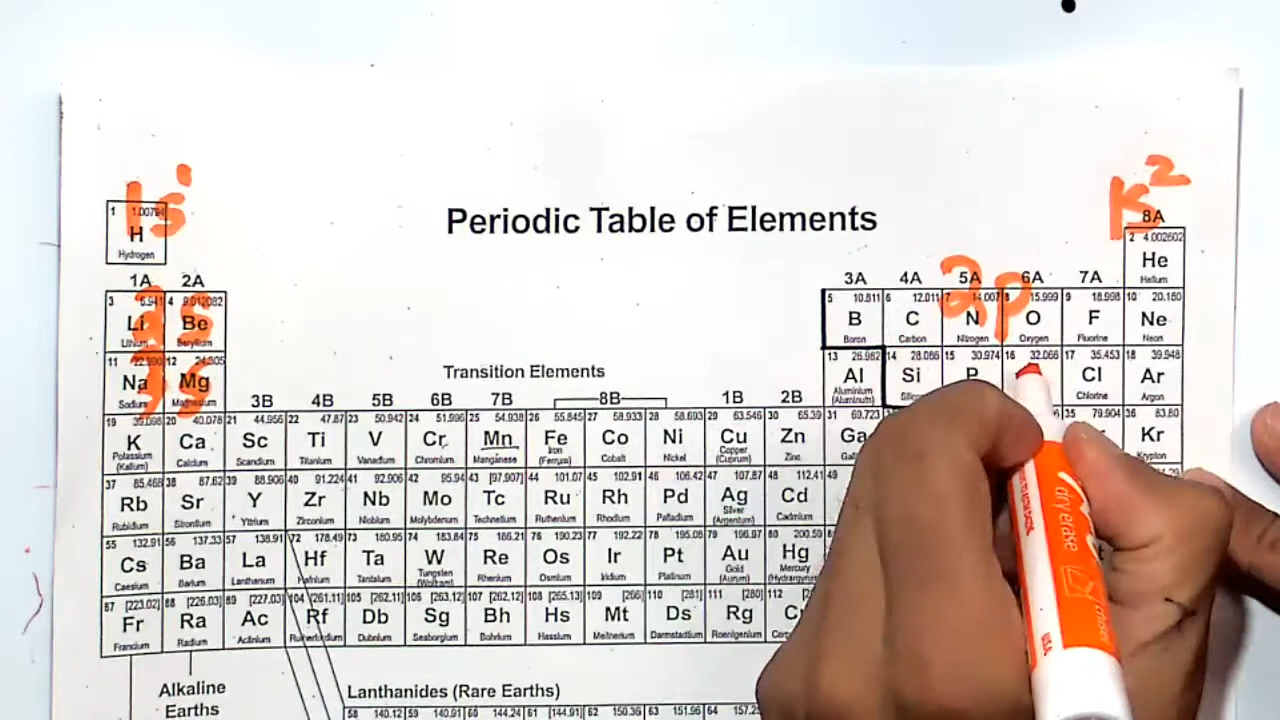 1s¹
1s²
Periodic Table of Elements
8A
1 1.00794
H
Hydrogen
2 4.002602
He
Helium
1A 2A 3A 4A 5A 6A 7A
2s 2p
3 6.941 4 9.012082 5 10.811 6 12.011 7 14.007 8 15.999 9 18.998 10 20.180
Li Be B C N O F Ne
Lithium Beryllium Boron Carbon Nitrogen Oxygen Fluorine Neon
3s
11 22.990 12 24.305 13 26.982 14 28.086 15 30.974 16 32.066 17 35.453 18 39.948
Na Mg Al Si P Cl Ar
Sodium Magnesium Aluminium (Aluminum) Argon
Transition Elements
3B 4B 5B 6B 7B 8B 1B 2B
19 39.098 20 40.078 21 44.956 22 47.87 23 50.942 24 51.996 25 54.938 26 55.845 27 58.933 28 58.693 29 63.546 30 65.39 31 69.723 35 79.904 36 83.80
K Ca Sc Ti V Cr Mn Fe Co Ni Cu Zn Ga Kr
Potassium (Kalium) Calcium Scandium Titanium Vanadium Chromium Manganese Iron (Ferrum) Cobalt Nickel Copper (Cuprum) Zinc Krypton
37 85.468 38 87.62 39 88.906 40 91.224 41 92.906 42 95.94 43 [97.907] 44 101.07 45 102.91 46 106.42 47 107.87 48 112.41 49
Rb Sr Y Zr Nb Mo Tc Ru Rh Pd Ag Cd
Rubidium Strontium Yttrium Zirconium Niobium Molybdenum Technetium Ruthenium Rhodium Palladium Silver (Argentum) Cadmium
55 132.91 56 137.33 57 138.91 72 178.49 73 180.95 74 183.84 75 186.21 76 190.23 77 192.22 78 195.08 79 196.97 80 200.59
Cs Ba La Hf Ta W Re Os Ir Pt Au Hg
Caesium Barium Lanthanum Hafnium Tantalum Tungsten (Wolfram) Rhenium Osmium Iridium Platinum Gold (Aurum) Mercury
87 [223.02] 88 [226.03] 89 [227.03] 104 [261.11] 105 [262.11] 106 [263.12] 107 [262.12] 108 [265.13] 109 [266] 110 [281] 111 [280] 112
Fr Ra Ac Rf Db Sg Bh Hs Mt Ds Rg
Francium Radium Actinium Rutherfordium Dubnium Seaborgium Bohrium Hassium Meitnerium Darmstadtium Roentgenium
Alkaline
Earths
Lanthanides (Rare Earths)
58 140.12 59 140.91 60 144.24 61 [144.91] 62 150.36 63 151.96 64
dry erase
USA